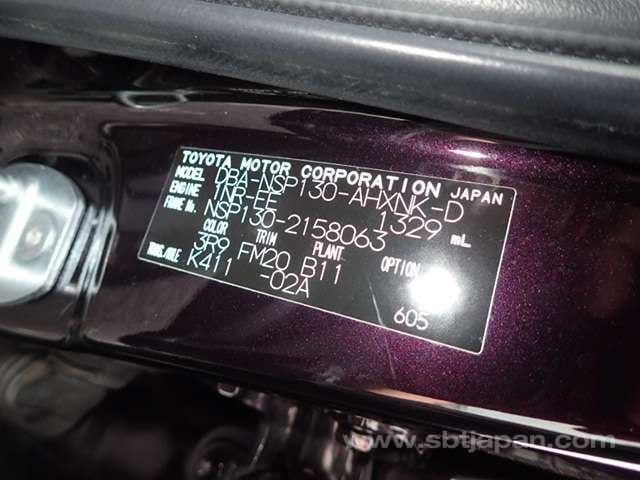 TOYOTA MOTOR CORPORATION JAPAN
MODEL DBA-NSP130-AHXNK-D
ENGINE 1NR-FE 1329 mL
FRAME No. NSP130-2158063
COLOR TRIM PLANT OPTION
3R9 FM20 B11
TRANS./AXLE K411 -02A
605
www.sbtjapan.com